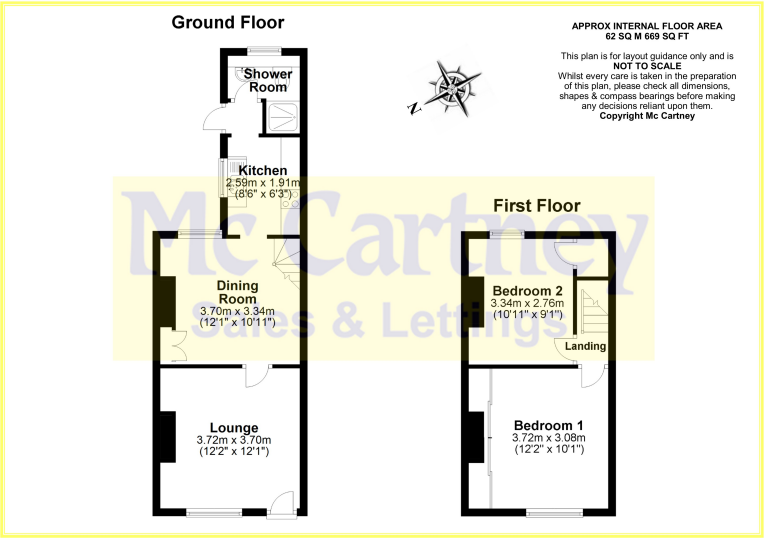 Ground Floor
APPROX INTERNAL FLOOR AREA
62 SQ M 669 SQ FT
This plan is for layout guidance only and is
NOT TO SCALE
Whilst every care is taken in the preparation
of this plan, please check all dimensions,
shapes & compass bearings before making
any decisions reliant upon them.
Copyright Mc Cartney
Shower
Room
N
Kitchen
2.59m x 1.91m
(8'6" x 6'3")
First Floor
Mc Cartney
Sales & Lettings
Dining
Room
3.70m x 3.34m
(12'1" x 10'11")
Bedroom 2
3.34m x 2.76m
(10'11" x 9'1")
Landing
Lounge
3.72m x 3.70m
(12'2" x 12'1")
Bedroom 1
3.72m x 3.08m
(12'2" x 10'1")